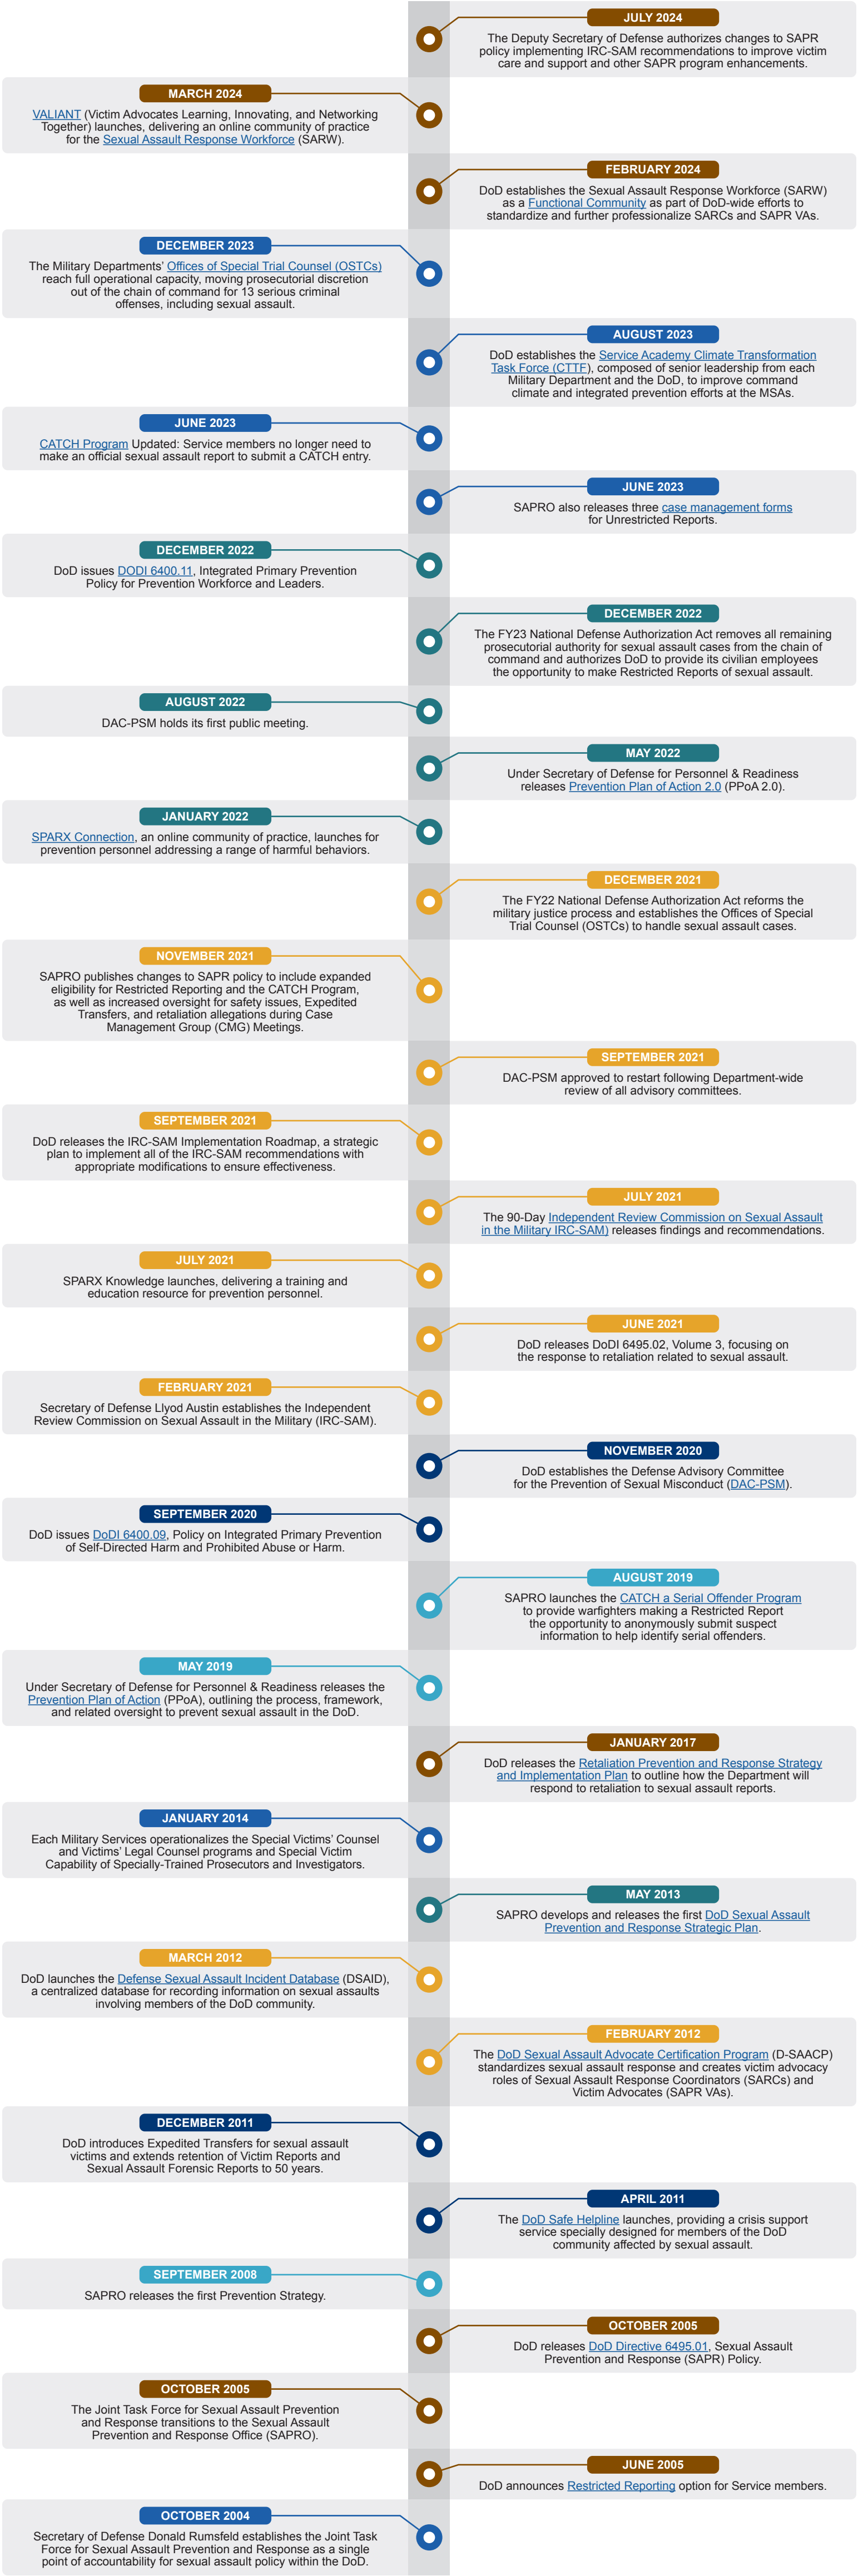 JULY 2024
The Deputy Secretary of Defense authorizes changes to SAPR
policy implementing IRC-SAM recommendations to improve victim
care and support and other SAPR program enhancements.
MARCH 2024
VALIANT (Victim Advocates Learning, Innovating, and Networking
Together) launches, delivering an online community of practice
for the Sexual Assault Response Workforce (SARW).
FEBRUARY 2024
DoD establishes the Sexual Assault Response Workforce (SARW)
as a Functional Community as part of DoD-wide efforts to
standardize and further professionalize SARCs and SAPR VAs.
DECEMBER 2023
The Military Departments' Offices of Special Trial Counsel (OSTCs)
reach full operational capacity, moving prosecutorial discretion
out of the chain of command for 13 serious criminal
offenses, including sexual assault.
AUGUST 2023
DoD establishes the Service Academy Climate Transformation
Task Force (CTTF), composed of senior leadership from each
Military Department and the DoD, to improve command
climate and integrated prevention efforts at the MSAs.
JUNE 2023
CATCH Program Updated: Service members no longer need to
make an official sexual assault report to submit a CATCH entry.
JUNE 2023
SAPRO also releases three case management forms
for Unrestricted Reports.
DECEMBER 2022
DoD issues DODI 6400.11, Integrated Primary Prevention
Policy for Prevention Workforce and Leaders.
DECEMBER 2022
The FY23 National Defense Authorization Act removes all remaining
prosecutorial authority for sexual assault cases from the chain of
command and authorizes DoD to provide its civilian employees
the opportunity to make Restricted Reports of sexual assault.
AUGUST 2022
DAC-PSM holds its first public meeting.
MAY 2022
Under Secretary of Defense for Personnel & Readiness
releases Prevention Plan of Action 2.0 (PPoA 2.0).
JANUARY 2022
SPARX Connection, an online community of practice, launches for
prevention personnel addressing a range of harmful behaviors.
DECEMBER 2021
The FY22 National Defense Authorization Act reforms the
military justice process and establishes the Offices of Special
Trial Counsel (OSTCs) to handle sexual assault cases.
NOVEMBER 2021
SAPRO publishes changes to SAPR policy to include expanded
eligibility for Restricted Reporting and the CATCH Program,
as well as increased oversight for safety issues, Expedited
Transfers, and retaliation allegations during Case
Management Group (CMG) Meetings.
SEPTEMBER 2021
DAC-PSM approved to restart following Department-wide
review of all advisory committees.
SEPTEMBER 2021
DoD releases the IRC-SAM Implementation Roadmap, a strategic
plan to implement all of the IRC-SAM recommendations with
appropriate modifications to ensure effectiveness.
JULY 2021
The 90-Day Independent Review Commission on Sexual Assault
in the Military IRC-SAM) releases findings and recommendations.
JULY 2021
SPARX Knowledge launches, delivering a training and
education resource for prevention personnel.
JUNE 2021
DoD releases DoDI 6495.02, Volume 3, focusing on
the response to retaliation related to sexual assault.
FEBRUARY 2021
Secretary of Defense Llyod Austin establishes the Independent
Review Commission on Sexual Assault in the Military (IRC-SAM).
NOVEMBER 2020
DoD establishes the Defense Advisory Committee
for the Prevention of Sexual Misconduct (DAC-PSM).
SEPTEMBER 2020
DoD issues DoDI 6400.09, Policy on Integrated Primary Prevention
of Self-Directed Harm and Prohibited Abuse or Harm.
AUGUST 2019
SAPRO launches the CATCH a Serial Offender Program
to provide warfighters making a Restricted Report
the opportunity to anonymously submit suspect
information to help identify serial offenders.
MAY 2019
Under Secretary of Defense for Personnel & Readiness releases the
Prevention Plan of Action (PPoA), outlining the process, framework,
and related oversight to prevent sexual assault in the DoD.
JANUARY 2017
DoD releases the Retaliation Prevention and Response Strategy
and Implementation Plan to outline how the Department will
respond to retaliation to sexual assault reports.
JANUARY 2014
Each Military Services operationalizes the Special Victims' Counsel
and Victims' Legal Counsel programs and Special Victim
Capability of Specially-Trained Prosecutors and Investigators.
MAY 2013
SAPRO develops and releases the first DoD Sexual Assault
Prevention and Response Strategic Plan.
MARCH 2012
DoD launches the Defense Sexual Assault Incident Database (DSAID),
a centralized database for recording information on sexual assaults
involving members of the DoD community.
FEBRUARY 2012
The DoD Sexual Assault Advocate Certification Program (D-SAACP)
standardizes sexual assault response and creates victim advocacy
roles of Sexual Assault Response Coordinators (SARCs) and
Victim Advocates (SAPR VAs).
DECEMBER 2011
DoD introduces Expedited Transfers for sexual assault
victims and extends retention of Victim Reports and
Sexual Assault Forensic Reports to 50 years.
APRIL 2011
The DoD Safe Helpline launches, providing a crisis support
service specially designed for members of the DoD
community affected by sexual assault.
SEPTEMBER 2008
SAPRO releases the first Prevention Strategy.
OCTOBER 2005
DoD releases DoD Directive 6495.01, Sexual Assault
Prevention and Response (SAPR) Policy.
OCTOBER 2005
The Joint Task Force for Sexual Assault Prevention
and Response transitions to the Sexual Assault
Prevention and Response Office (SAPRO).
JUNE 2005
DoD announces Restricted Reporting option for Service members.
OCTOBER 2004
Secretary of Defense Donald Rumsfeld establishes the Joint Task
Force for Sexual Assault Prevention and Response as a single
point of accountability for sexual assault policy within the DoD.